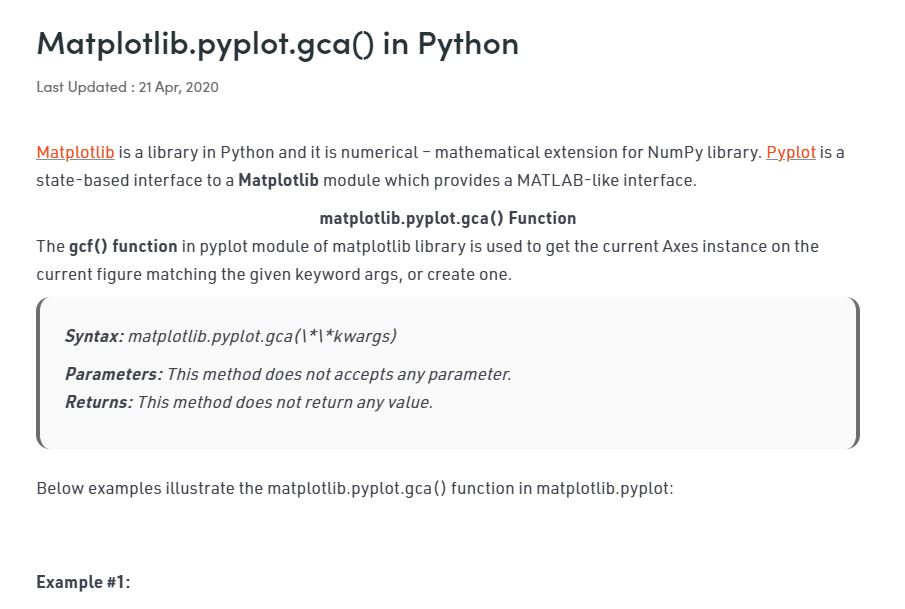 Matplotlib.pyplot.gca() in Python
Last Updated : 21 Apr, 2020
Matplotlib is a library in Python and it is numerical – mathematical extension for NumPy library. Pyplot is a
state-based interface to a Matplotlib module which provides a MATLAB-like interface.
matplotlib.pyplot.gca() Function
The gcf() function in pyplot module of matplotlib library is used to get the current Axes instance on the
current figure matching the given keyword args, or create one.
Syntax: matplotlib.pyplot.gca(\*\*kwargs)
Parameters: This method does not accepts any parameter.
Returns: This method does not return any value.
Below examples illustrate the matplotlib.pyplot.gca() function in matplotlib.pyplot:
Example #1: